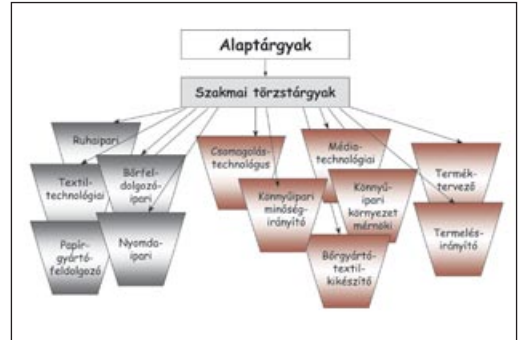 Alaptárgyak
Szakmai törzstárgyak
Ruhaipari
Textil-
technológiai
Bőrfel-
dolgozó-
ipari
Papír-
gyártó-
feldolgozó
Nyomda-
ipari
Csomagolás-
technológus
Könnyűipari
minőség-
irányító
Média-
technológiai
Könnyű-
ipari
környezet
mérnöki
Bőrgyártó-
textil-
kikészítő
Termék-
tervező
Termelés-
irányító